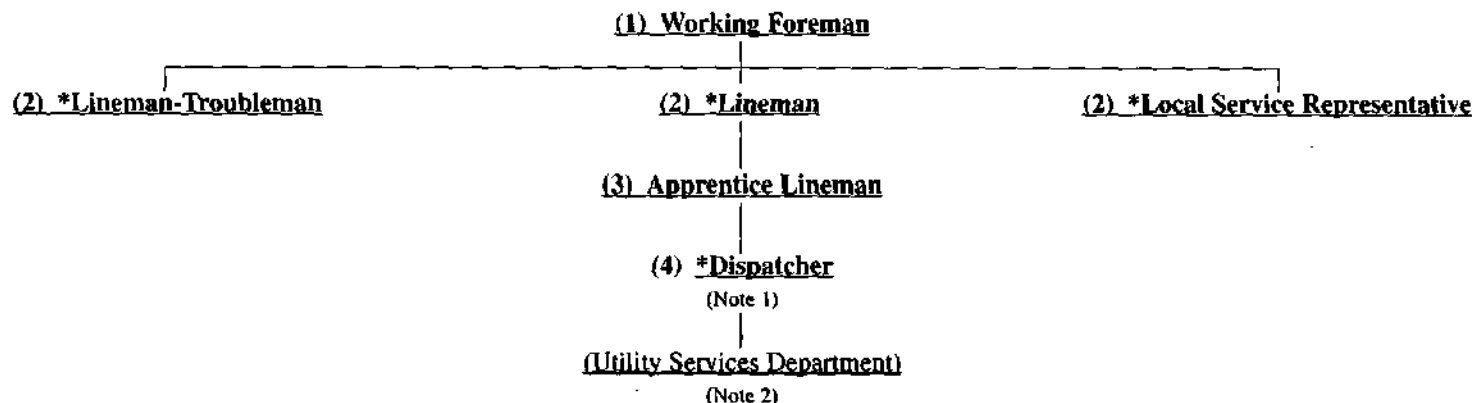 (1) Working Foreman
(2) *Lineman-Troubleman (2) *Lineman (2) *Local Service Representative
(3) Apprentice Lineman
(4) *Dispatcher
(Note 1)
(Utility Services Department)
(Note 2)